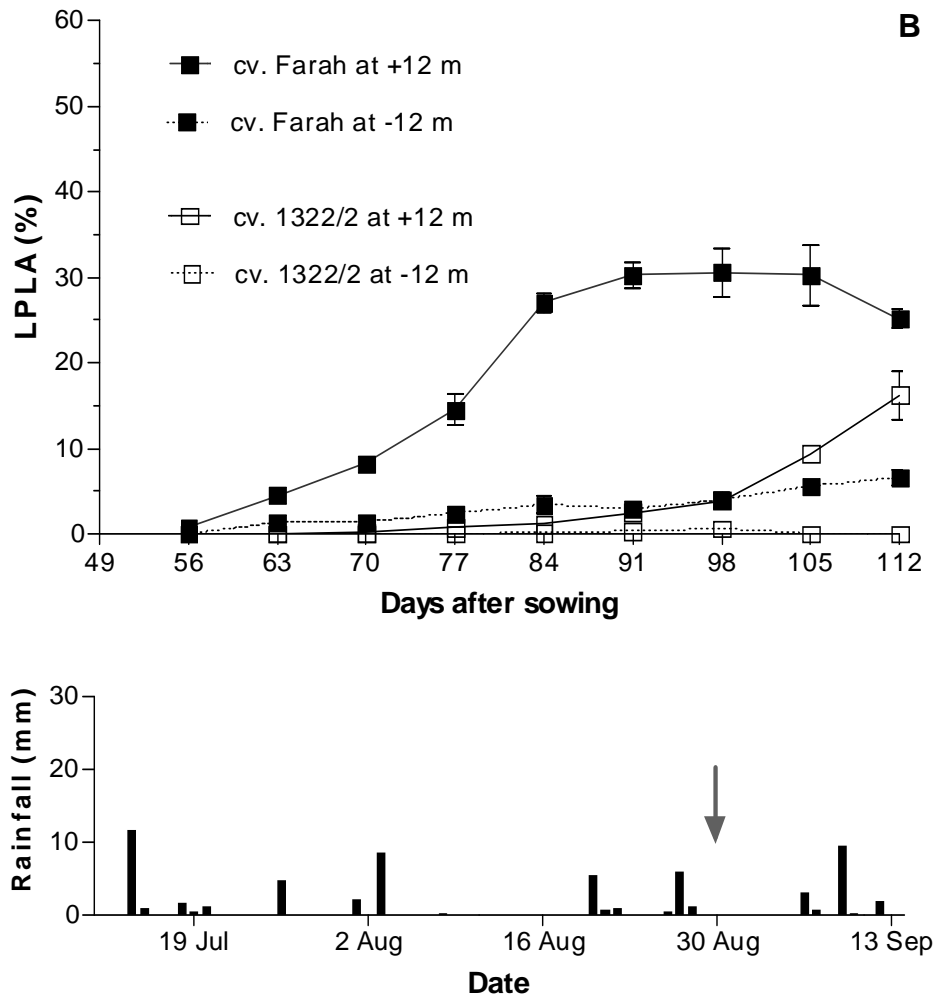 B
60
50
40
30
20
10
0
LPLA (%)
cv. Farah at +12 m
cv. Farah at -12 m
cv. 1322/2 at +12 m
cv. 1322/2 at -12 m
49 56 63 70 77 84 91 98 105 112
Days after sowing
30
20
10
0
Rainfall (mm)
19 Jul 2 Aug 16 Aug 30 Aug 13 Sep
Date